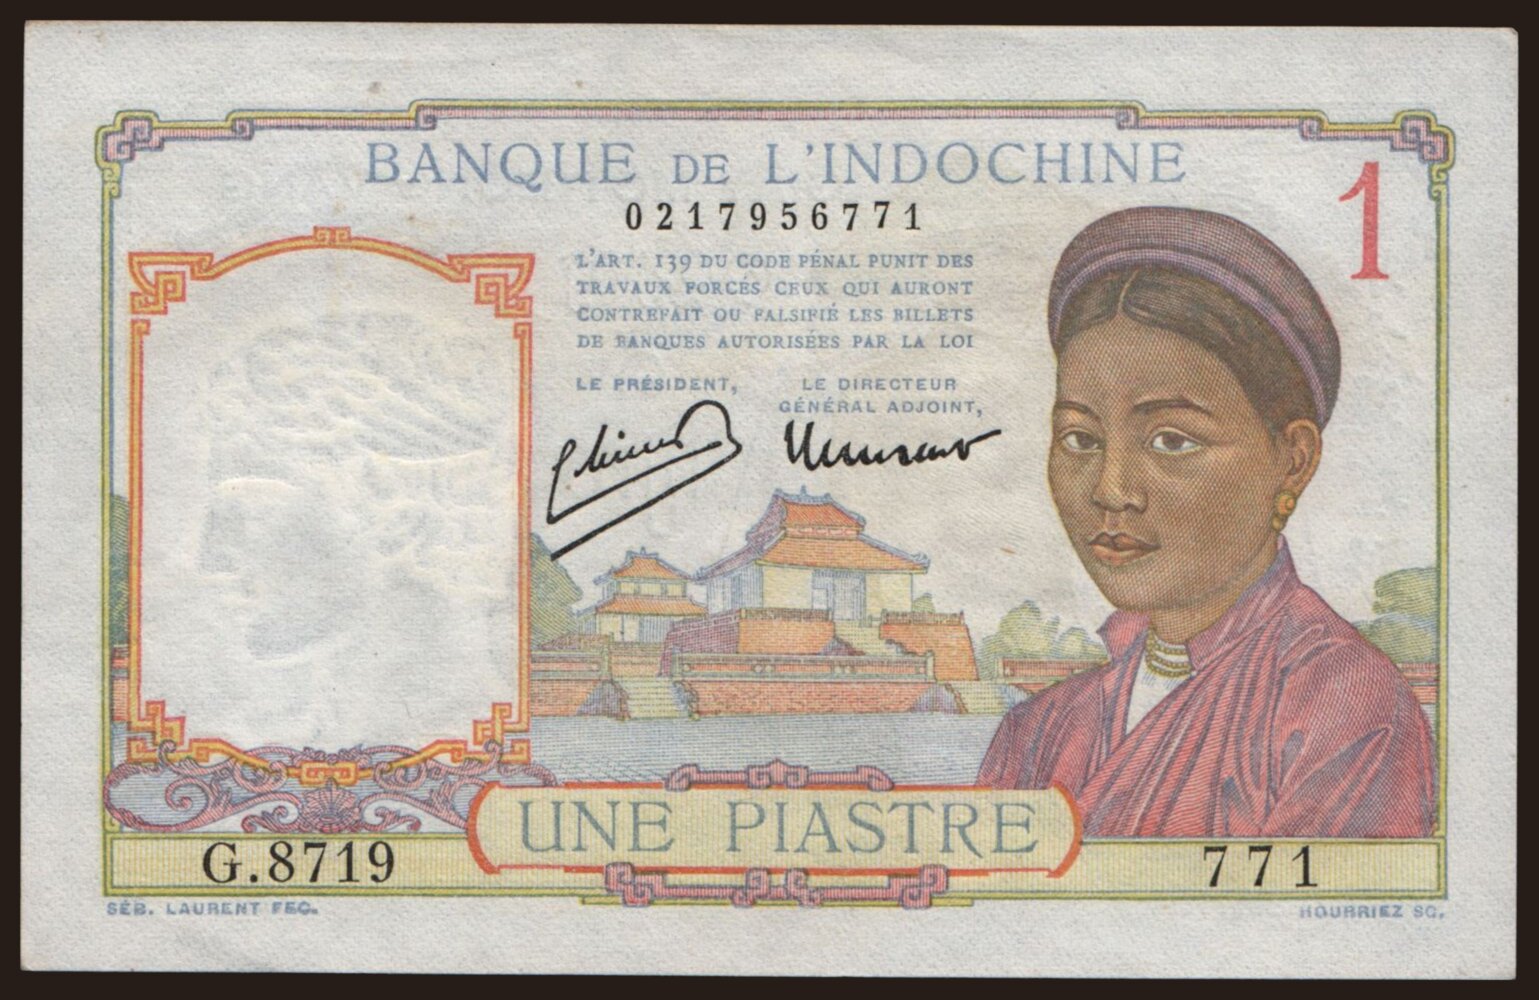 BANQUE DE L'INDOCHINE
1
0217956771
L'ART. 139 DU CODE PÉNAL PUNIT DES
TRAVAUX FORCÉS CEUX QUI AURONT
CONTREFAIT OU FALSIFIÉ LES BILLETS
DE BANQUES AUTORISÉES PAR LA LOI
LE PRÉSIDENT,
LE DIRECTEUR
GÉNÉRAL ADJOINT,
UNE PIASTRE
G.8719
771
SÉB. LAURENT FEC.
HOURRIEZ SC.